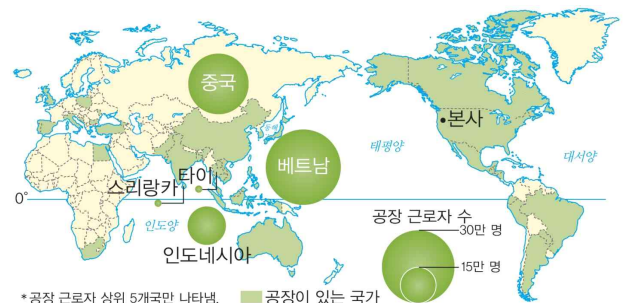 중국
동해
•본사
태평양
대서양
베트남
타이
스리랑카
0°
인도양
인도네시아
공장 근로자 수
30만 명
15만 명
*공장 근로자 상위 5개국만 나타냄.
공장이 있는 국가